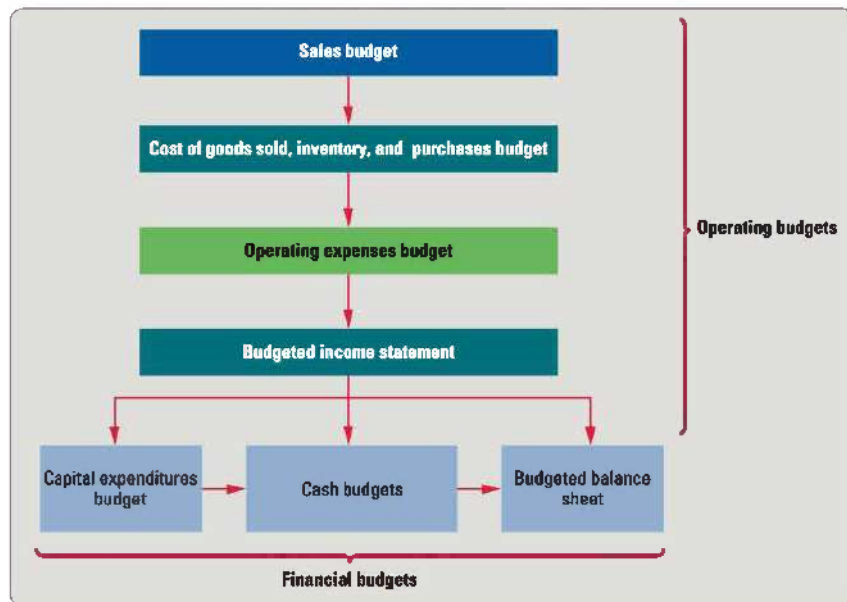 Sales budget
Cost of goods sold, inventory, and purchases budget
Operating expenses budget
Operating budgets
Budgeted income statement
Capital expenditures
budget
Cash budgets
Budgeted balance
sheet
Financial budgets